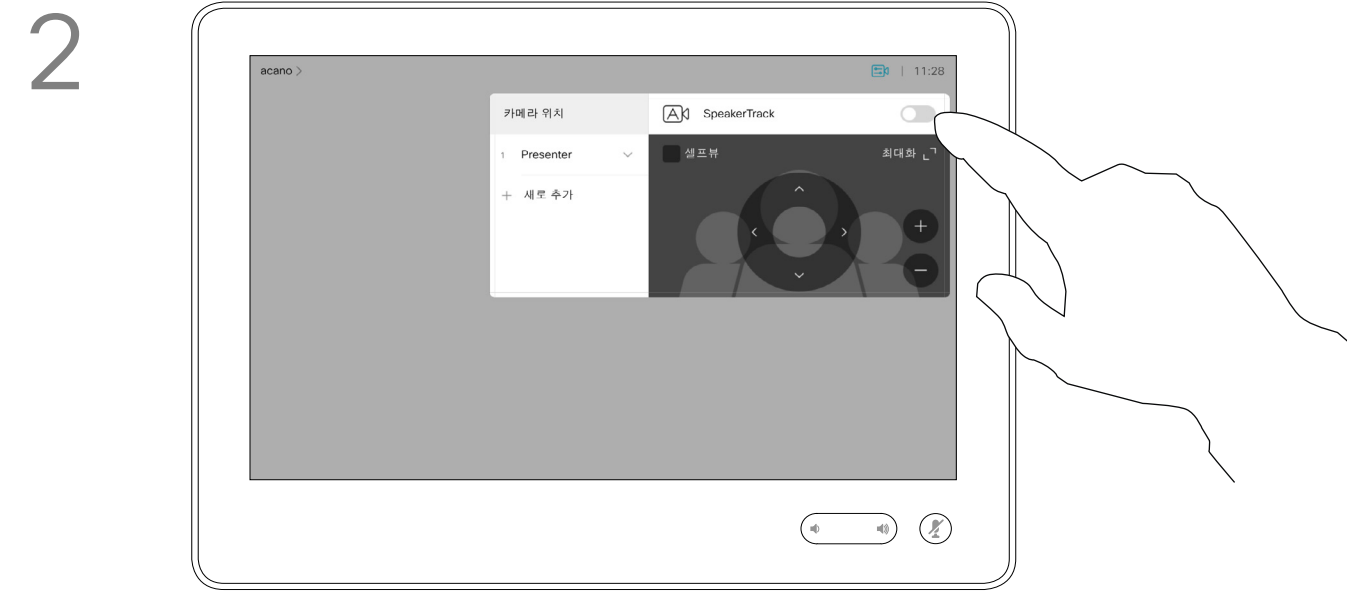 2
acano >
11:28
카메라 위치
SpeakerTrack
1 Presenter
셀프뷰
최대화
+ 새로 추가